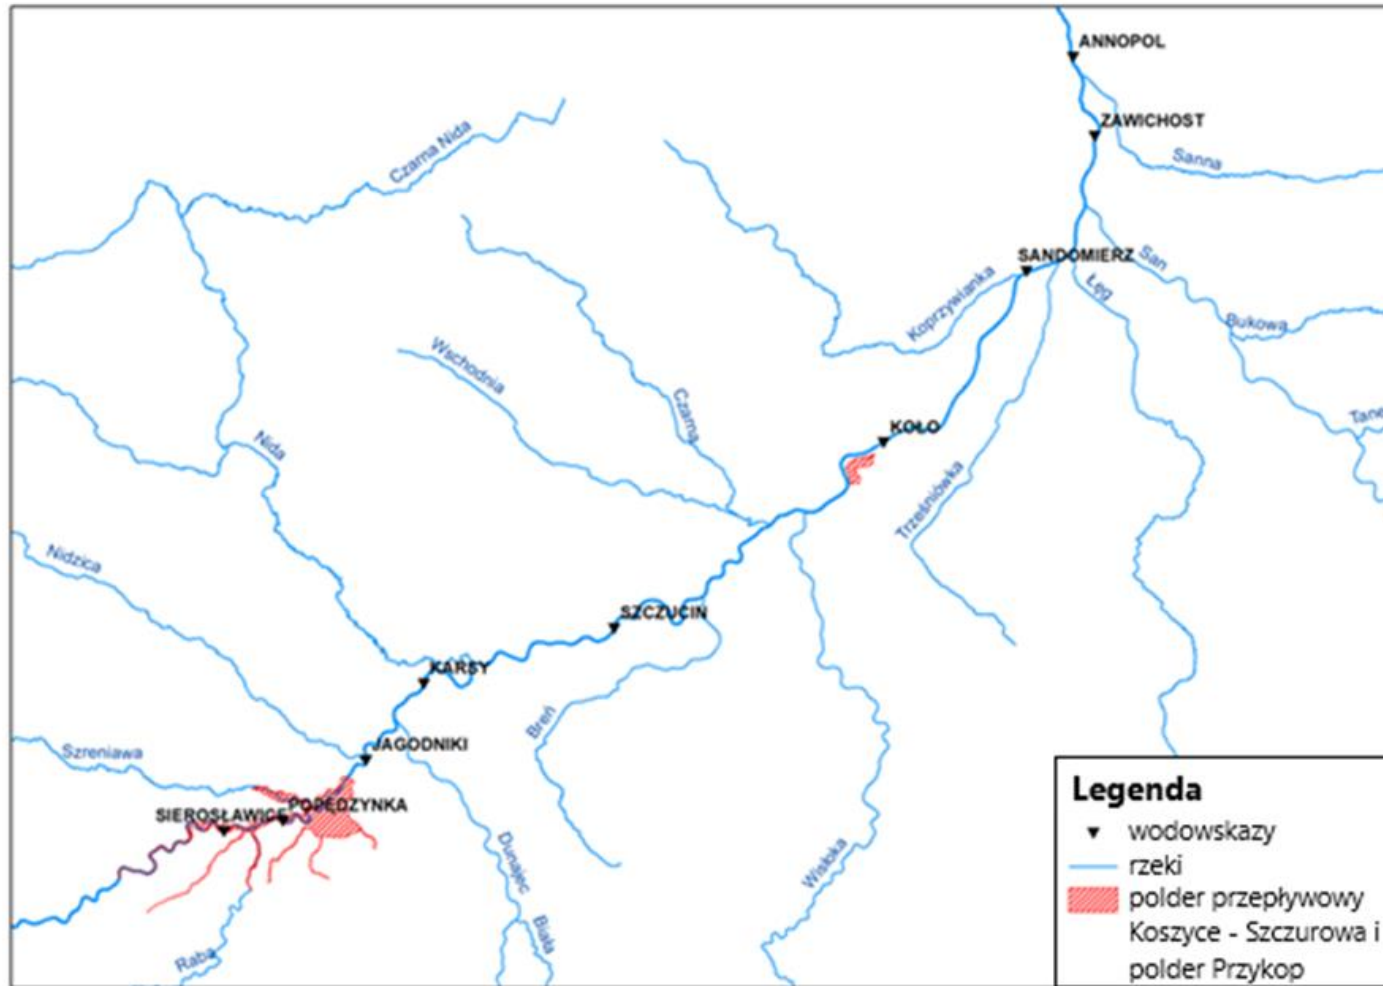 ANNOPOL
ZAWICHOST
Czarna Nida
Sanna
SANDOMIERZ
San
Łęg
Koprzywianka
Bukowa
Wschodnia
Czarna
Tane
KOŁO
Nida
Trześniówka
Nidzica
SZCZUCIN
KARSY
Breń
JAGODNIKI
Szreniawa
SIEROSŁAWICE
POPĘDZYNKA
Dunajec
Biała
Wisłoka
Raba
Legenda
wodowskazy
rzeki
polder przepływowy
Koszyce - Szczurowa i
polder Przykop